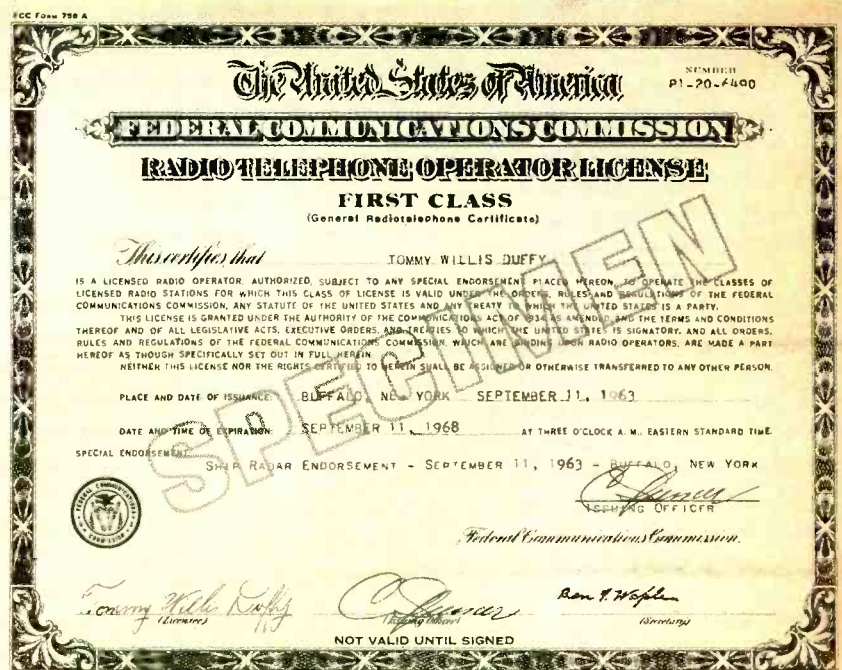 FCC FORM 758 A
The United States of America
NUMBER
P1-20-6490
FEDERAL COMMUNICATIONS COMMISSION
RADIO TELEPHONE OPERATOR LICENSE
FIRST CLASS
(General Radiotelephone Certificate)
This certifies that TOMMY WILLIS DUFFY
IS A LICENSED RADIO OPERATOR, AUTHORIZED, SUBJECT TO ANY SPECIAL ENDORSEMENT PLACED HEREON, TO OPERATE THE CLASSES OF
LICENSED RADIO STATIONS FOR WHICH THIS CLASS OF LICENSE IS VALID UNDER THE ORDERS, RULES AND REGULATIONS OF THE FEDERAL
COMMUNICATIONS COMMISSION, ANY STATUTE OF THE UNITED STATES AND ANY TREATY TO WHICH THE UNITED STATES IS A PARTY.
THIS LICENSE IS GRANTED UNDER THE AUTHORITY OF THE COMMUNICATIONS ACT OF 1934 AS AMENDED, AND THE TERMS AND CONDITIONS
THEREOF AND OF ALL LEGISLATIVE ACTS, EXECUTIVE ORDERS, AND TREATIES TO WHICH THE UNITED STATES IS SIGNATORY, AND ALL ORDERS,
RULES AND REGULATIONS OF THE FEDERAL COMMUNICATIONS COMMISSION, WHICH ARE BINDING UPON RADIO OPERATORS, ARE MADE A PART
HEREOF AS THOUGH SPECIFICALLY SET OUT IN FULL HEREIN
NEITHER THIS LICENSE NOR THE RIGHTS CERTIFIED TO HEREIN SHALL BE ASSIGNED OR OTHERWISE TRANSFERRED TO ANY OTHER PERSON.
SPECIMEN
PLACE AND DATE OF ISSUANCE: BUFFALO, NEW YORK SEPTEMBER 11, 1963
DATE AND TIME OF EXPIRATION: SEPTEMBER 11, 1968 AT THREE O'CLOCK A. M., EASTERN STANDARD TIME.
SPECIAL ENDORSEMENT:
SHIP RADAR ENDORSEMENT - SEPTEMBER 11, 1963 - BUFFALO, NEW YORK
C Spencer
ISSUING OFFICER
FEDERAL COMMUNICATIONS
COMMISSION
Federal Communications Commission.
Tommy Willis Duffy
(Licensee)
C Spencer
(Issuing Officer)
Ben F. Waple
(Secretary)
NOT VALID UNTIL SIGNED